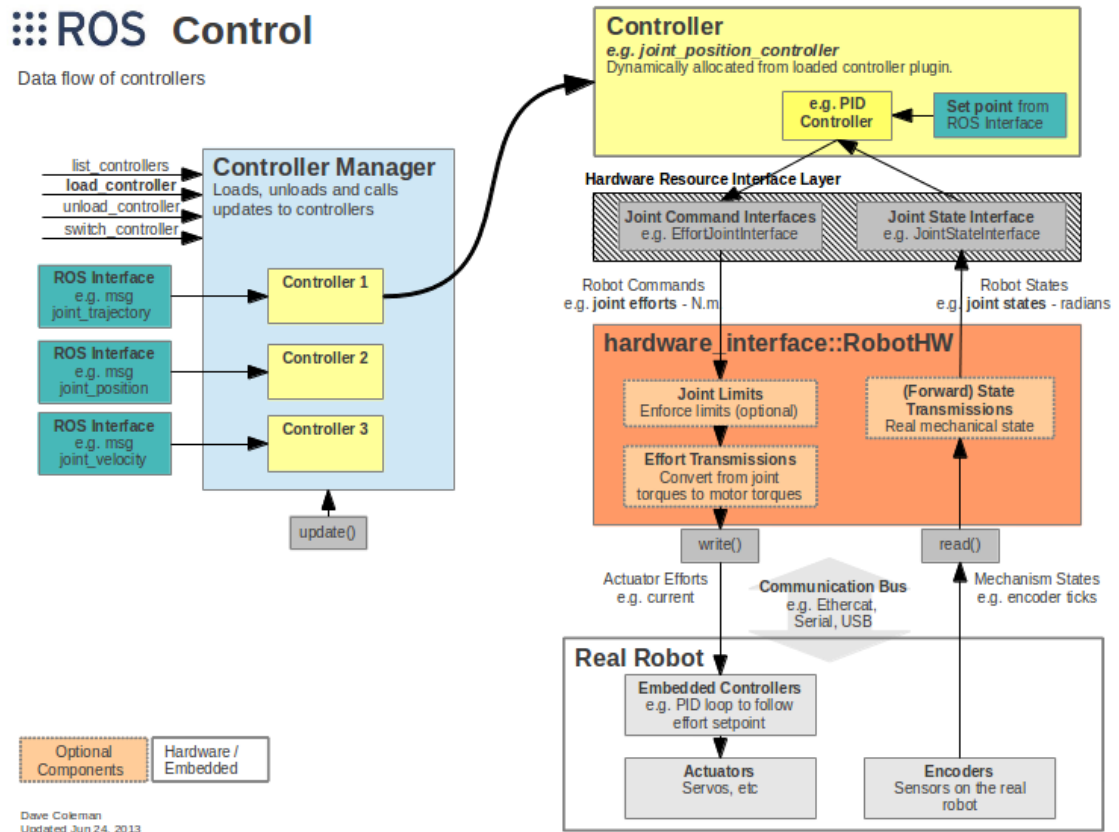 ROS Control
Data flow of controllers
list_controllers
load_controller
unload_controller
switch_controller
Controller Manager
Loads, unloads and calls
updates to controllers
ROS Interface
e.g. msg
joint_trajectory
Controller 1
ROS Interface
e.g. msg
joint_position
Controller 2
ROS Interface
e.g. msg
joint_velocity
Controller 3
update()
Optional
Components
Hardware /
Embedded
Dave Coleman
Updated Jun 24, 2013
Controller
e.g. joint_position_controller
Dynamically allocated from loaded controller plugin.
e.g. PID
Controller
Set point from
ROS Interface
Hardware Resource Interface Layer
Joint Command Interfaces
e.g. EffortJointInterface
Joint State Interface
e.g. JointStateInterface
Robot Commands
e.g. joint efforts - N.m
Robot States
e.g. joint states - radians
hardware_interface::RobotHW
Joint Limits
Enforce limits (optional)
(Forward) State
Transmissions
Real mechanical state
Effort Transmissions
Convert from joint
torques to motor torques
write()
read()
Actuator Efforts
e.g. current
Communication Bus
e.g. Ethercat,
Serial, USB
Mechanism States
e.g. encoder ticks
Real Robot
Embedded Controllers
e.g. PID loop to follow
effort setpoint
Actuators
Servos, etc
Encoders
Sensors on the real
robot